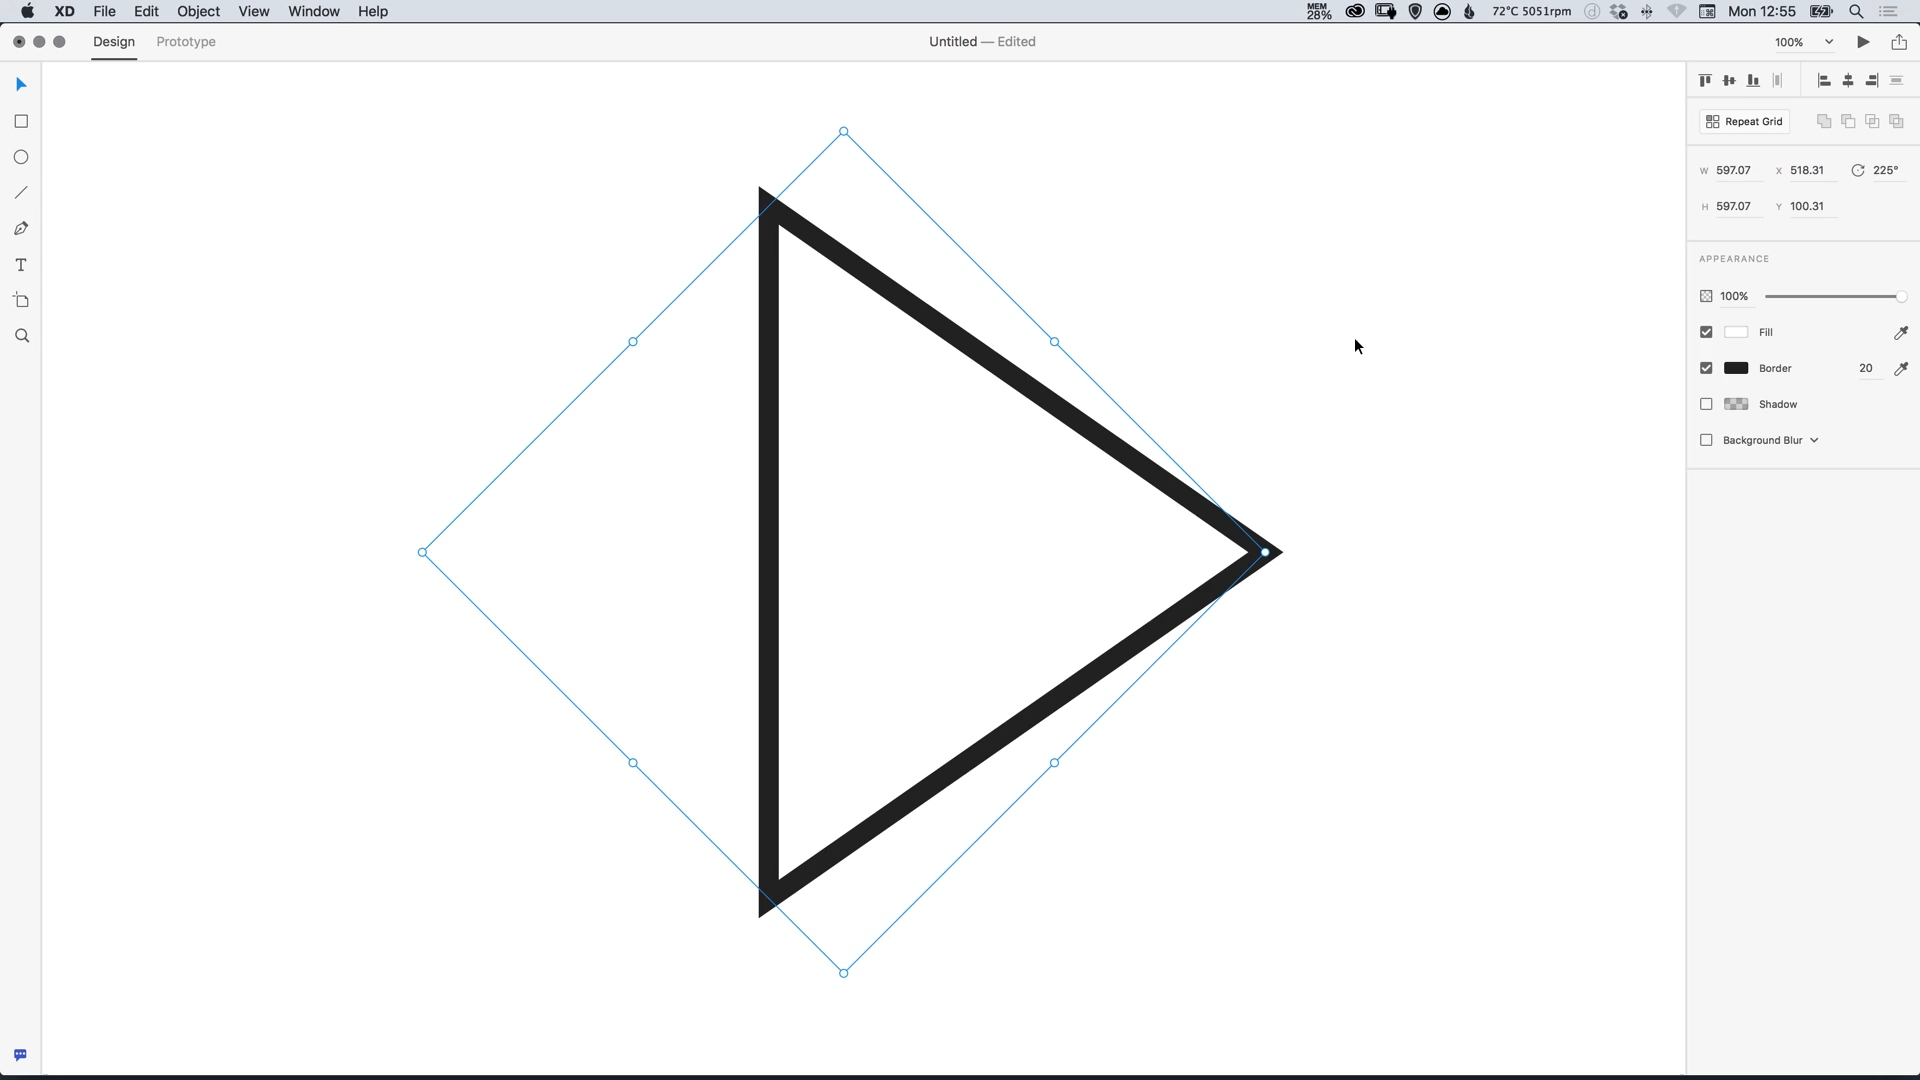 XD File Edit Object View Window Help MEM 28% 72°C 5051rpm Mon 12:55
Design Prototype Untitled — Edited 100%
Repeat Grid
W 597.07 X 518.31 225°
H 597.07 Y 100.31
APPEARANCE
100%
Fill
Border 20
Shadow
Background Blur
T